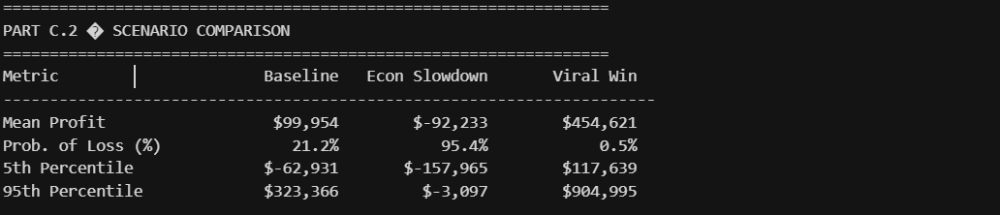 =================================================================
PART C.2 � SCENARIO COMPARISON
=================================================================
Metric Baseline Econ Slowdown Viral Win
----------------------------------------------------------------------
Mean Profit $99,954 $-92,233 $454,621
Prob. of Loss (%) 21.2% 95.4% 0.5%
5th Percentile $-62,931 $-157,965 $117,639
95th Percentile $323,366 $-3,097 $904,995